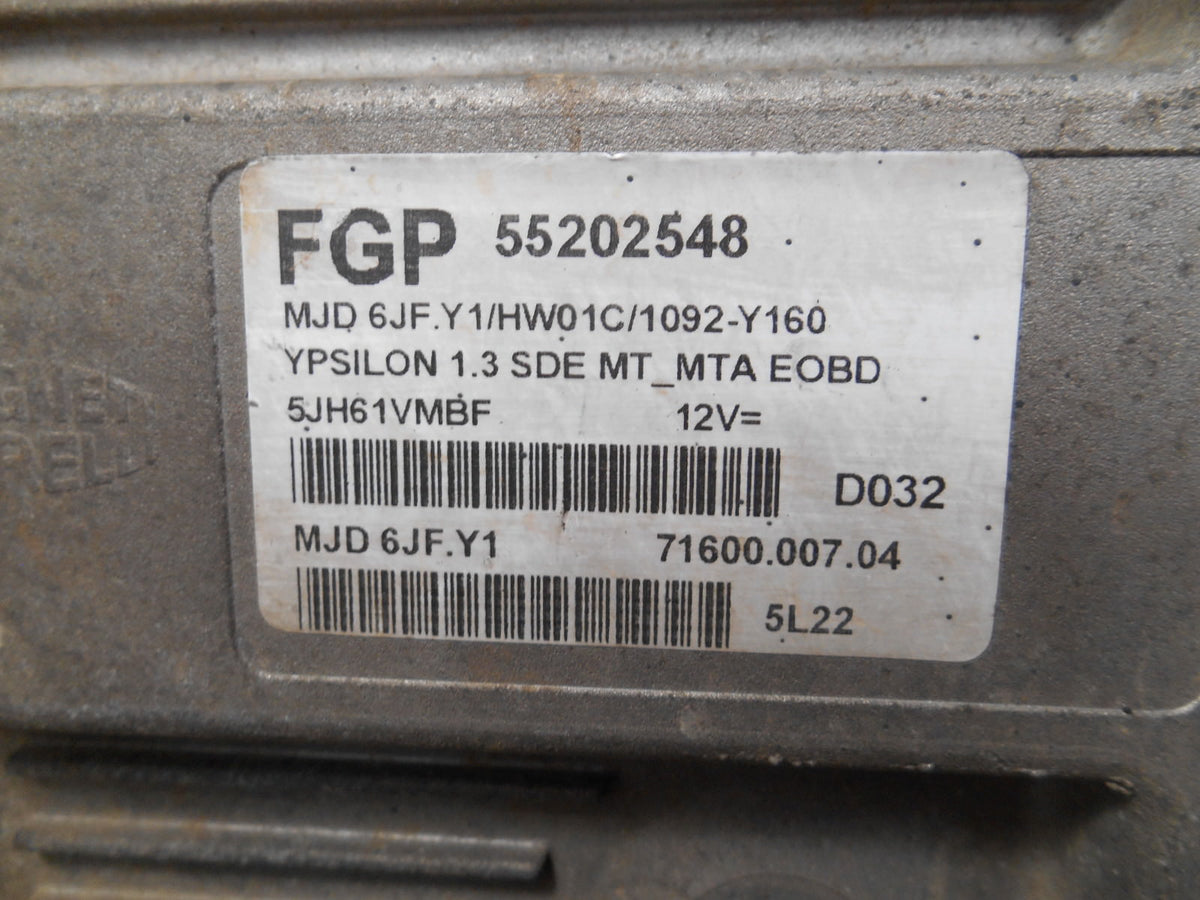 FGP 55202548
MJD 6JF.Y1/HW01C/1092-Y160
YPSILON 1.3 SDE MT_MTA EOBD
5JH61VMBF 12V=
D032
MJD 6JF.Y1 71600.007.04
5L22